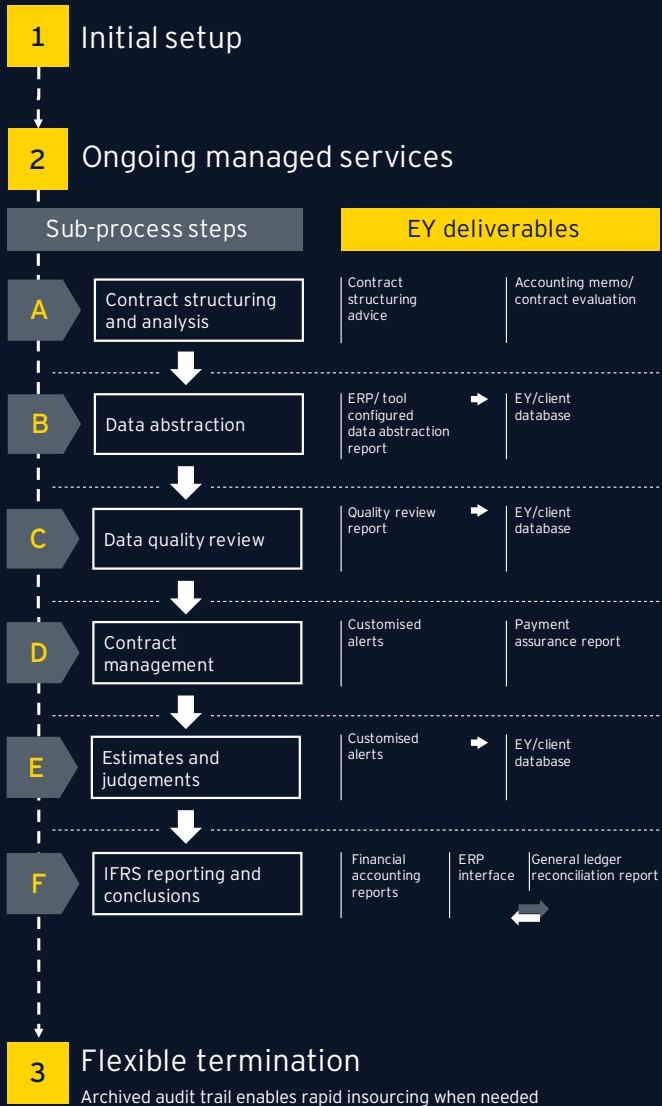 1
Initial setup
2
Ongoing managed services
Sub-process steps
EY deliverables
A
Contract structuring
and analysis
Contract
structuring
advice
Accounting memo/
contract evaluation
B
Data abstraction
ERP/ tool
configured
data abstraction
report
EY/client
database
C
Data quality review
Quality review
report
EY/client
database
D
Contract
management
Customised
alerts
Payment
assurance report
E
Estimates and
judgements
Customised
alerts
EY/client
database
F
IFRS reporting and
conclusions
Financial
accounting
reports
ERP
interface
General ledger
reconciliation report
3
Flexible termination
Archived audit trail enables rapid insourcing when needed